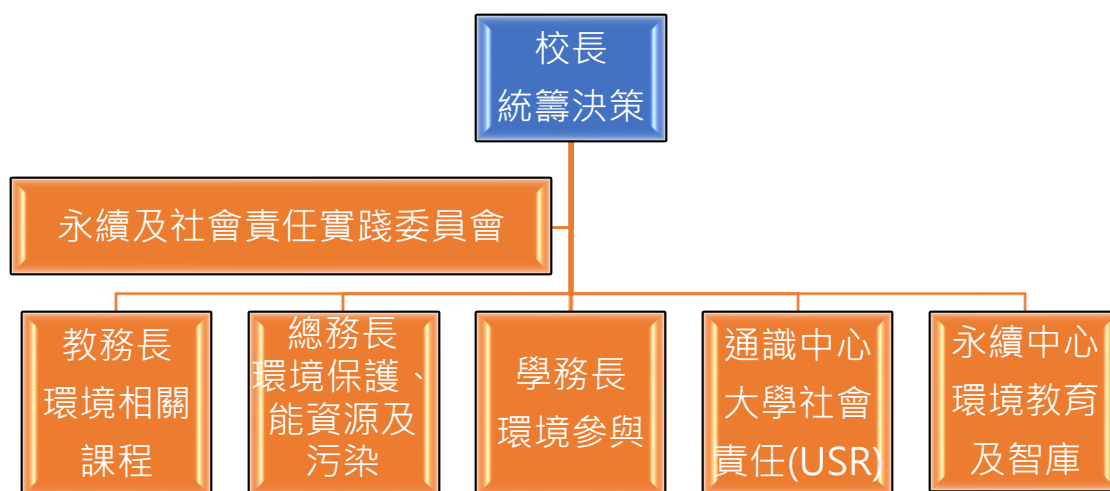 校長
統籌決策
永續及社會責任實踐委員會
教務長
環境相關
課程
總務長
環境保護、
能資源及
污染
學務長
環境參與
通識中心
大學社會
責任(USR)
永續中心
環境教育
及智庫